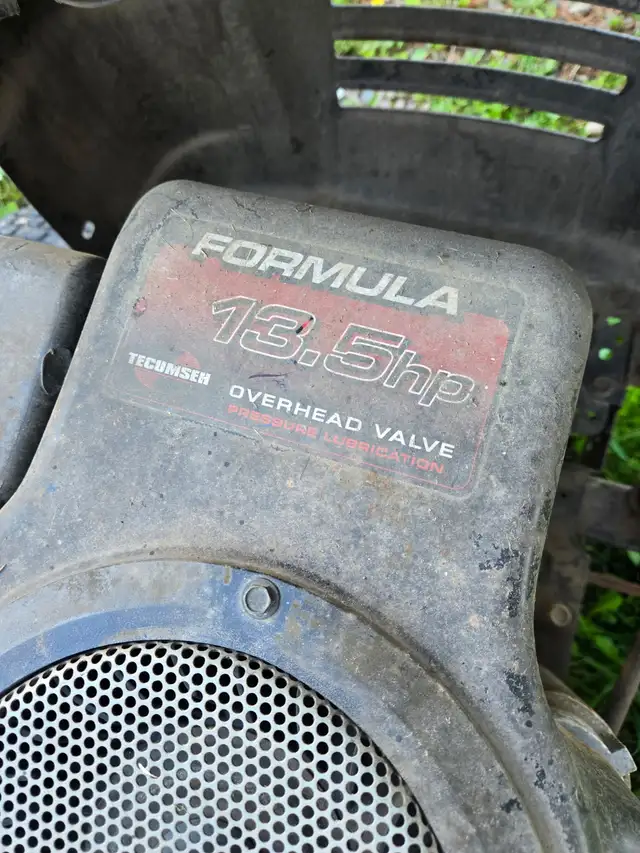 FORMULA
13.5hp
TECUMSEH
OVERHEAD VALVE
PRESSURE LUBRICATION